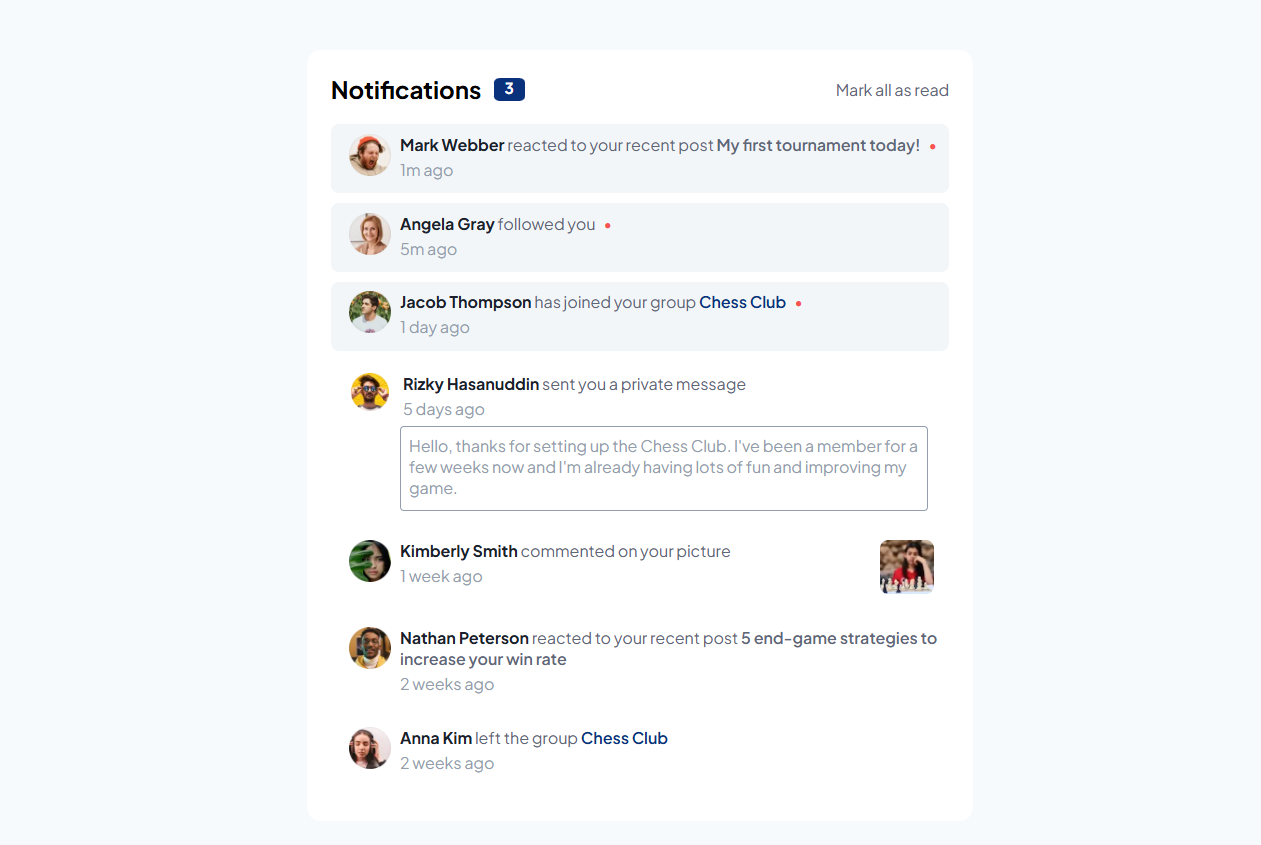 Notifications 3 Mark all as read
Mark Webber reacted to your recent post My first tournament today!
1m ago
Angela Gray followed you
5m ago
Jacob Thompson has joined your group Chess Club
1 day ago
Rizky Hasanuddin sent you a private message
5 days ago
Hello, thanks for setting up the Chess Club. I've been a member for a
few weeks now and I'm already having lots of fun and improving my
game.
Kimberly Smith commented on your picture
1 week ago
Nathan Peterson reacted to your recent post 5 end-game strategies to
increase your win rate
2 weeks ago
Anna Kim left the group Chess Club
2 weeks ago